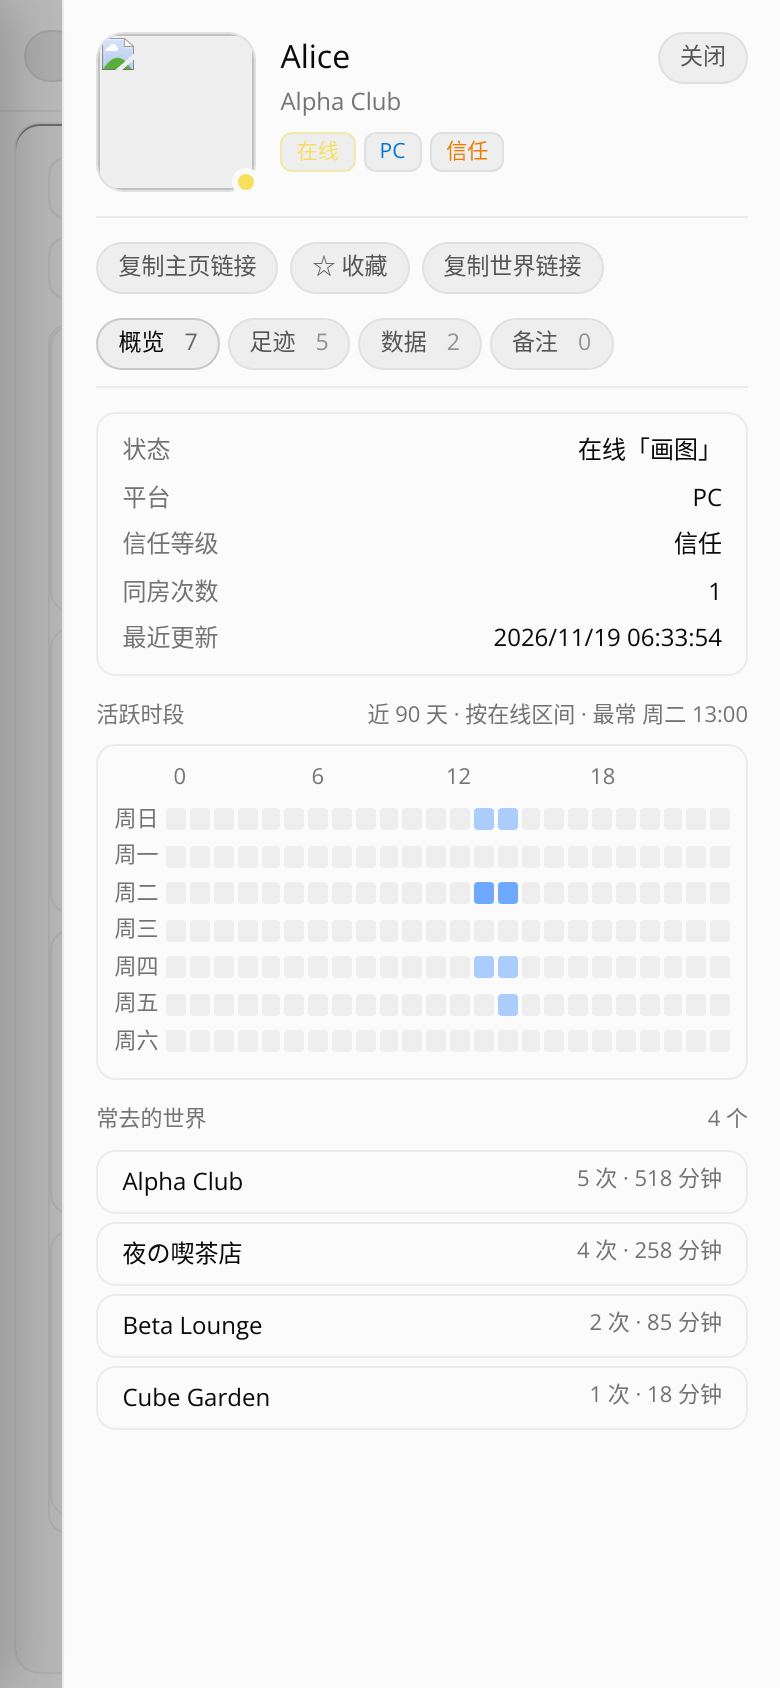 Alice
关闭
Alpha Club
在线 PC 信任
复制主页链接 ☆ 收藏 复制世界链接
概览 7 足迹 5 数据 2 备注 0
状态 在线「画图」
平台 PC
信任等级 信任
同房次数 1
最近更新 2026/11/19 06:33:54
活跃时段 近 90 天 · 按在线区间 · 最常 周二 13:00
0 6 12 18
周日
周一
周二
周三
周四
周五
周六
常去的世界 4 个
Alpha Club 5 次 · 518 分钟
夜の喫茶店 4 次 · 258 分钟
Beta Lounge 2 次 · 85 分钟
Cube Garden 1 次 · 18 分钟